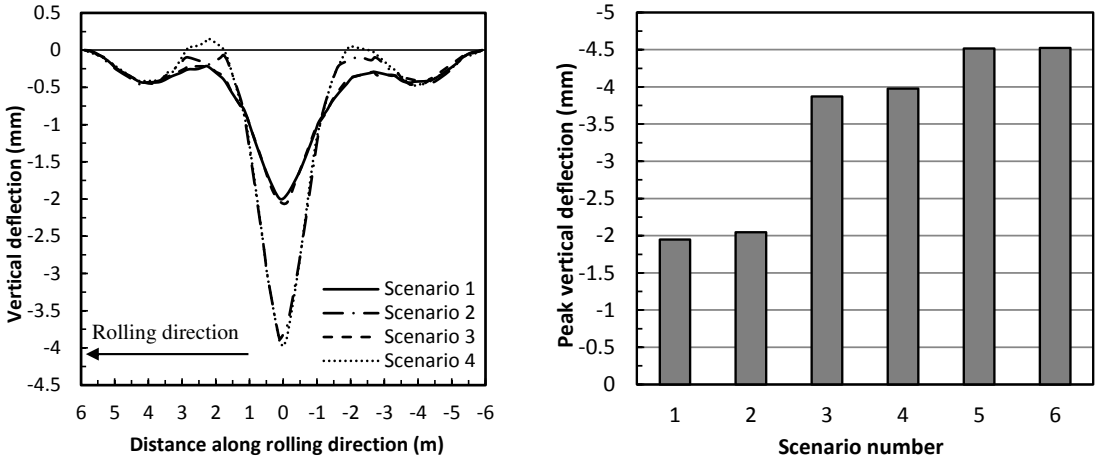 0.5
0
-0.5
-1
-1.5
-2
-2.5
-3
-3.5
-4
-4.5
Vertical deflection (mm)
Scenario 1
Scenario 2
Scenario 3
Scenario 4
Rolling direction
6 5 4 3 2 1 0 -1 -2 -3 -4 -5 -6
Distance along rolling direction (m)
-5
-4.5
-4
-3.5
-3
-2.5
-2
-1.5
-1
-0.5
0
Peak vertical deflection (mm)
1 2 3 4 5 6
Scenario number